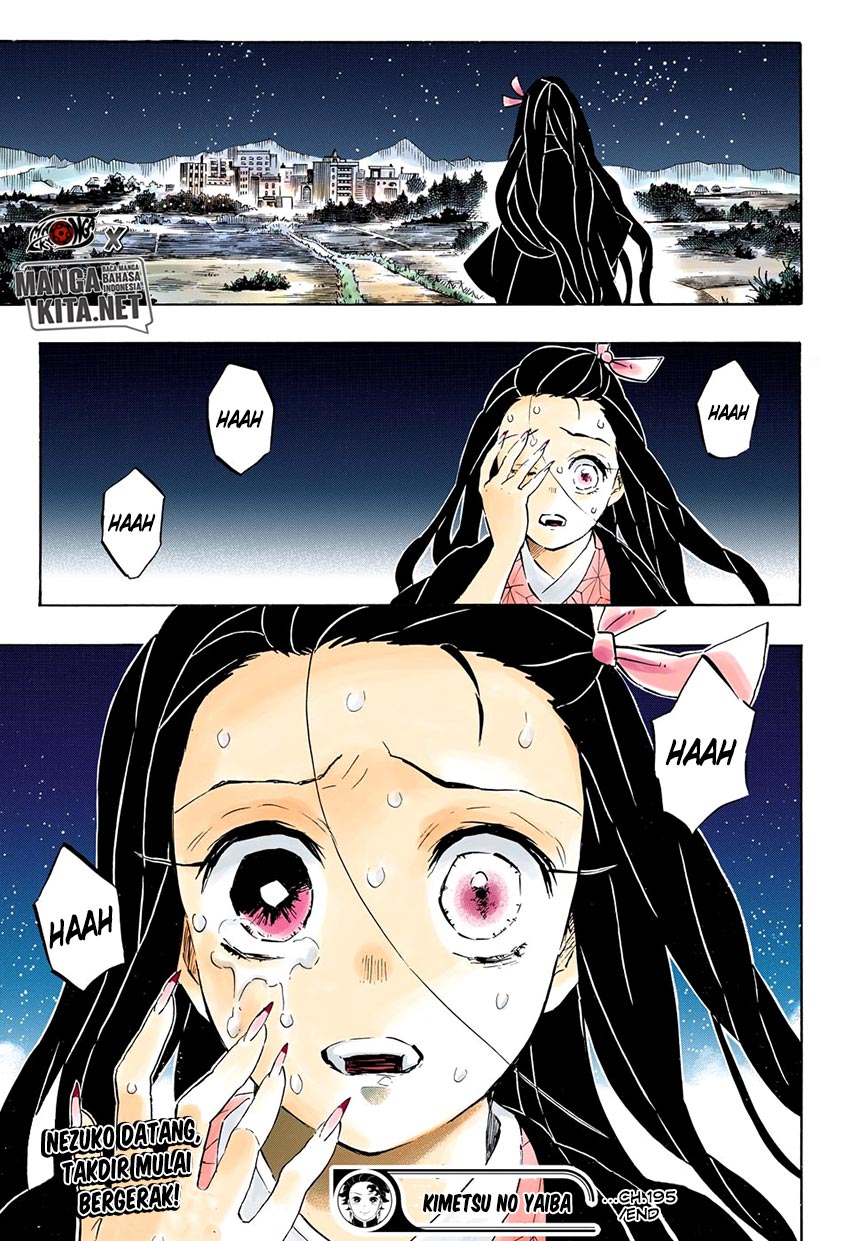 X
MANGA
KITA.NET
BACA MANGA
BAHASA
INDONESIA
HAAH
HAAH
HAAH
HAAH
HAAH
NEZUKO DATANG,
TAKDIR MULAI
BERGERAK!
KIMETSU NO YAIBA
...CH.195
/END